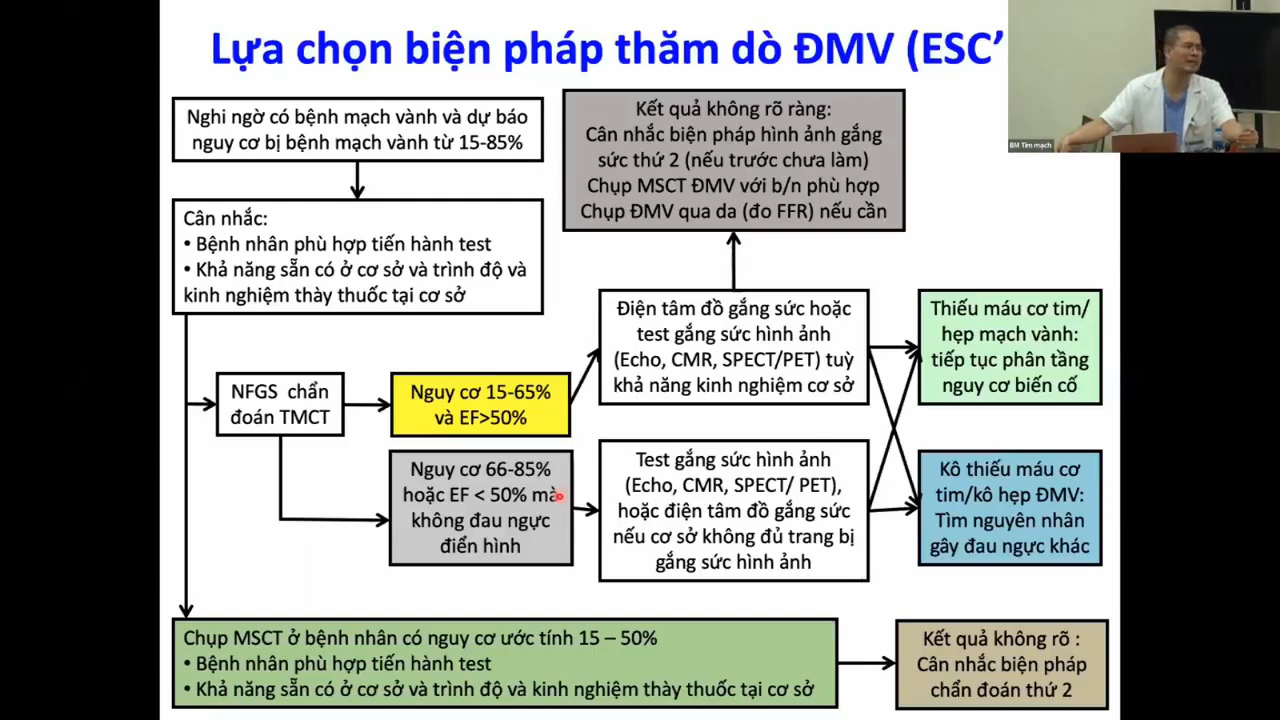 Lựa chọn biện pháp thăm dò ĐMV (ESC’
BM Tim mạch
Nghi ngờ có bệnh mạch vành và dự báo
nguy cơ bị bệnh mạch vành từ 15-85%
Kết quả không rõ ràng:
Cân nhắc biện pháp hình ảnh gắng
sức thứ 2 (nếu trước chưa làm)
Chụp MSCT ĐMV với b/n phù hợp
Chụp ĐMV qua da (đo FFR) nếu cần
Cân nhắc:
• Bệnh nhân phù hợp tiến hành test
• Khả năng sẵn có ở cơ sở và trình độ và
kinh nghiệm thày thuốc tại cơ sở
Điện tâm đồ gắng sức hoặc
test gắng sức hình ảnh
(Echo, CMR, SPECT/PET) tuỳ
khả năng kinh nghiệm cơ sở
Thiếu máu cơ tim/
hẹp mạch vành:
tiếp tục phân tầng
nguy cơ biến cố
NFGS chẩn
đoán TMCT
Nguy cơ 15-65%
và EF>50%
Nguy cơ 66-85%
hoặc EF < 50% mà
không đau ngực
điển hình
Test gắng sức hình ảnh
(Echo, CMR, SPECT/ PET),
hoặc điện tâm đồ gắng sức
nếu cơ sở không đủ trang bị
gắng sức hình ảnh
Kô thiếu máu cơ
tim/kô hẹp ĐMV:
Tìm nguyên nhân
gây đau ngực khác
Chụp MSCT ở bệnh nhân có nguy cơ ước tính 15 – 50%
• Bệnh nhân phù hợp tiến hành test
• Khả năng sẵn có ở cơ sở và trình độ và kinh nghiệm thày thuốc tại cơ sở
Kết quả không rõ :
Cân nhắc biện pháp
chẩn đoán thứ 2